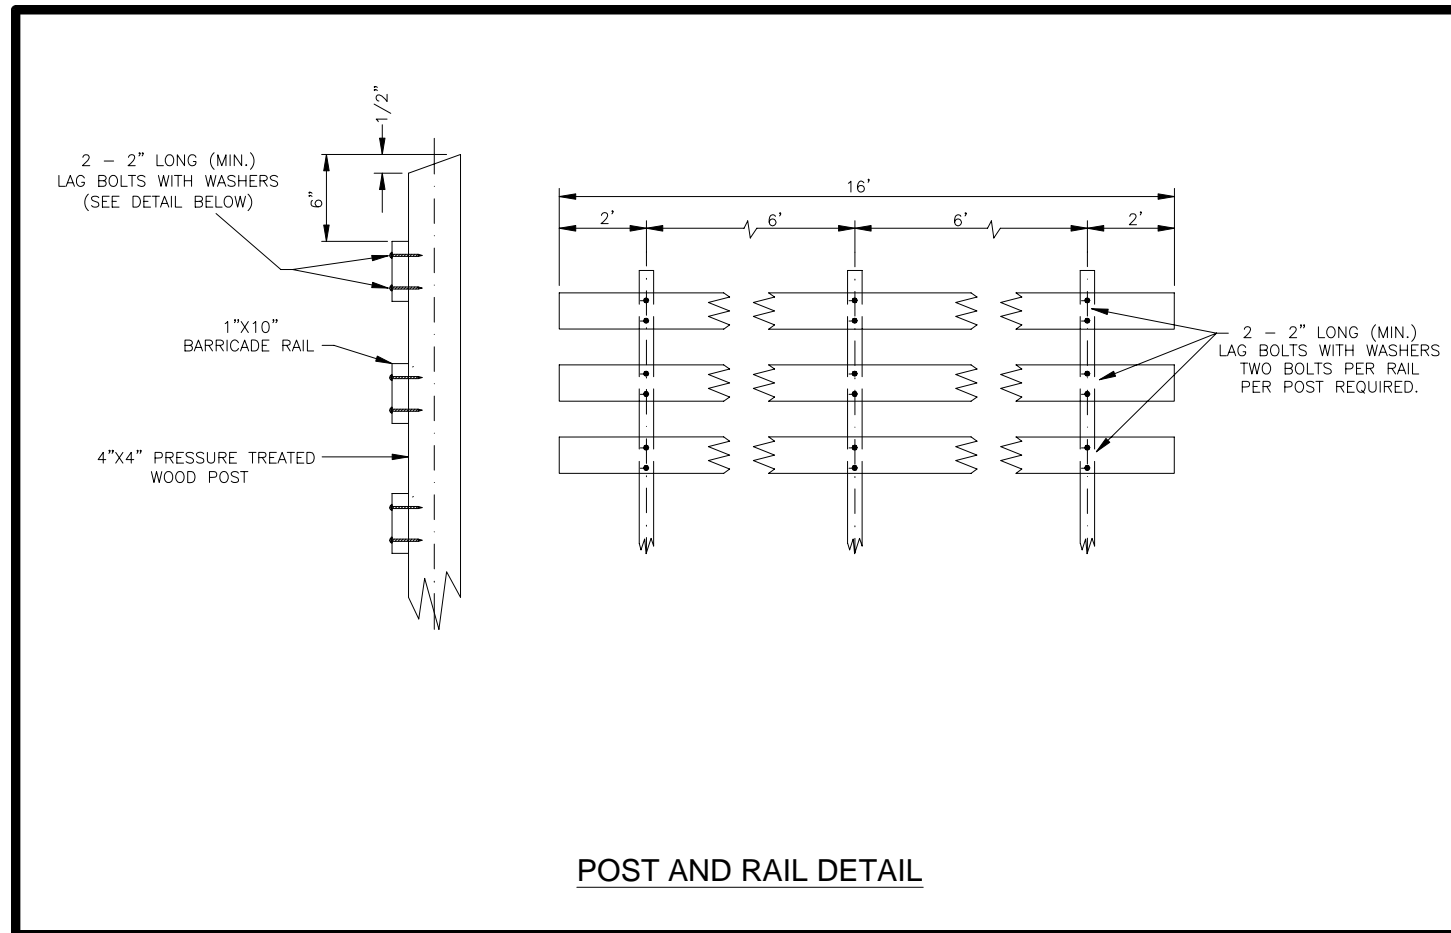 1/2"
6"
2 – 2" LONG (MIN.)
LAG BOLTS WITH WASHERS
(SEE DETAIL BELOW)
1"X10"
BARRICADE RAIL
4"X4" PRESSURE TREATED
WOOD POST
16'
2' 6' 6' 2'
2 – 2" LONG (MIN.)
LAG BOLTS WITH WASHERS
TWO BOLTS PER RAIL
PER POST REQUIRED.
POST AND RAIL DETAIL